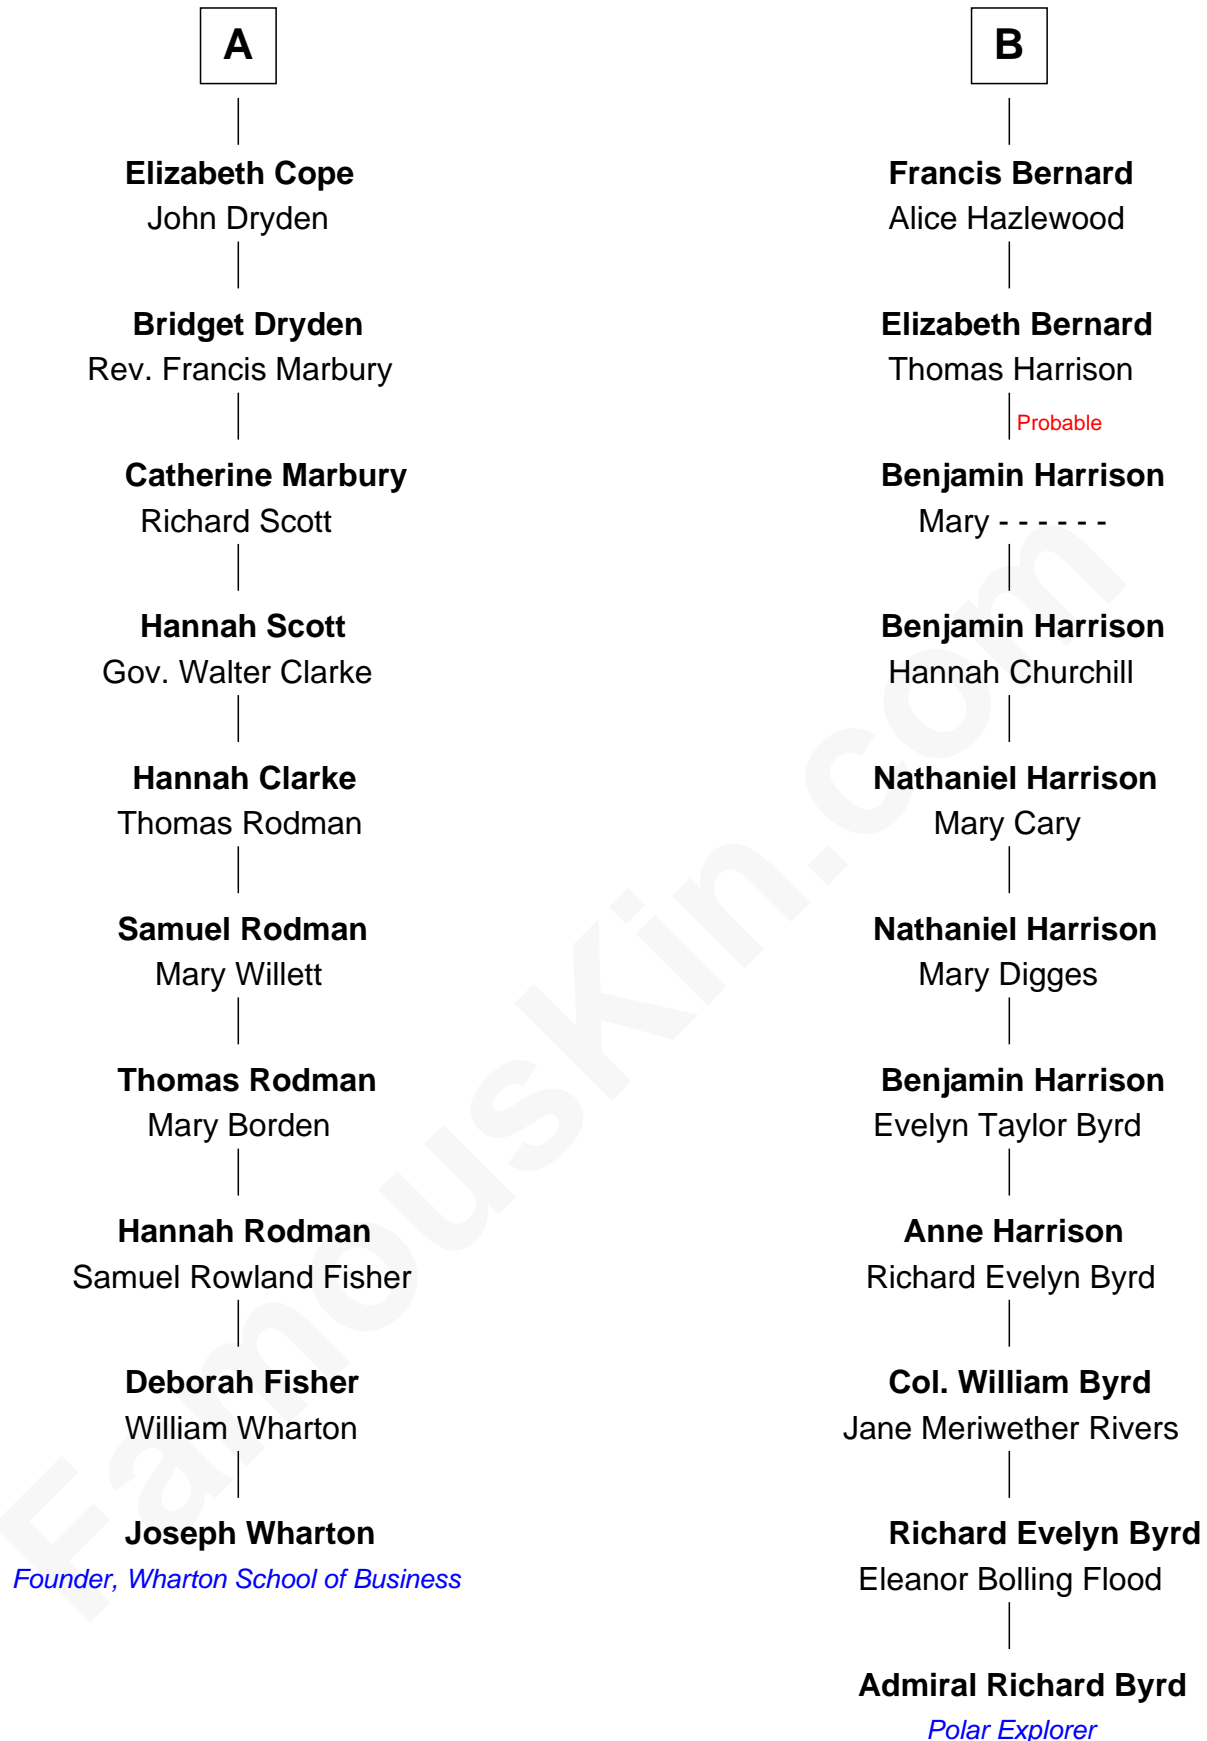 A
Elizabeth Cope
John Dryden
Bridget Dryden
Rev. Francis Marbury
Catherine Marbury
Richard Scott
Hannah Scott
Gov. Walter Clarke
Hannah Clarke
Thomas Rodman
Samuel Rodman
Mary Willett
Thomas Rodman
Mary Borden
Hannah Rodman
Samuel Rowland Fisher
Deborah Fisher
William Wharton
Joseph Wharton
Founder, Wharton School of Business
B
Francis Bernard
Alice Hazlewood
Elizabeth Bernard
Thomas Harrison
Probable
Benjamin Harrison
Mary - - - - - -
Benjamin Harrison
Hannah Churchill
Nathaniel Harrison
Mary Cary
Nathaniel Harrison
Mary Digges
Benjamin Harrison
Evelyn Taylor Byrd
Anne Harrison
Richard Evelyn Byrd
Col. William Byrd
Jane Meriwether Rivers
Richard Evelyn Byrd
Eleanor Bolling Flood
Admiral Richard Byrd
Polar Explorer
FamousKin.com